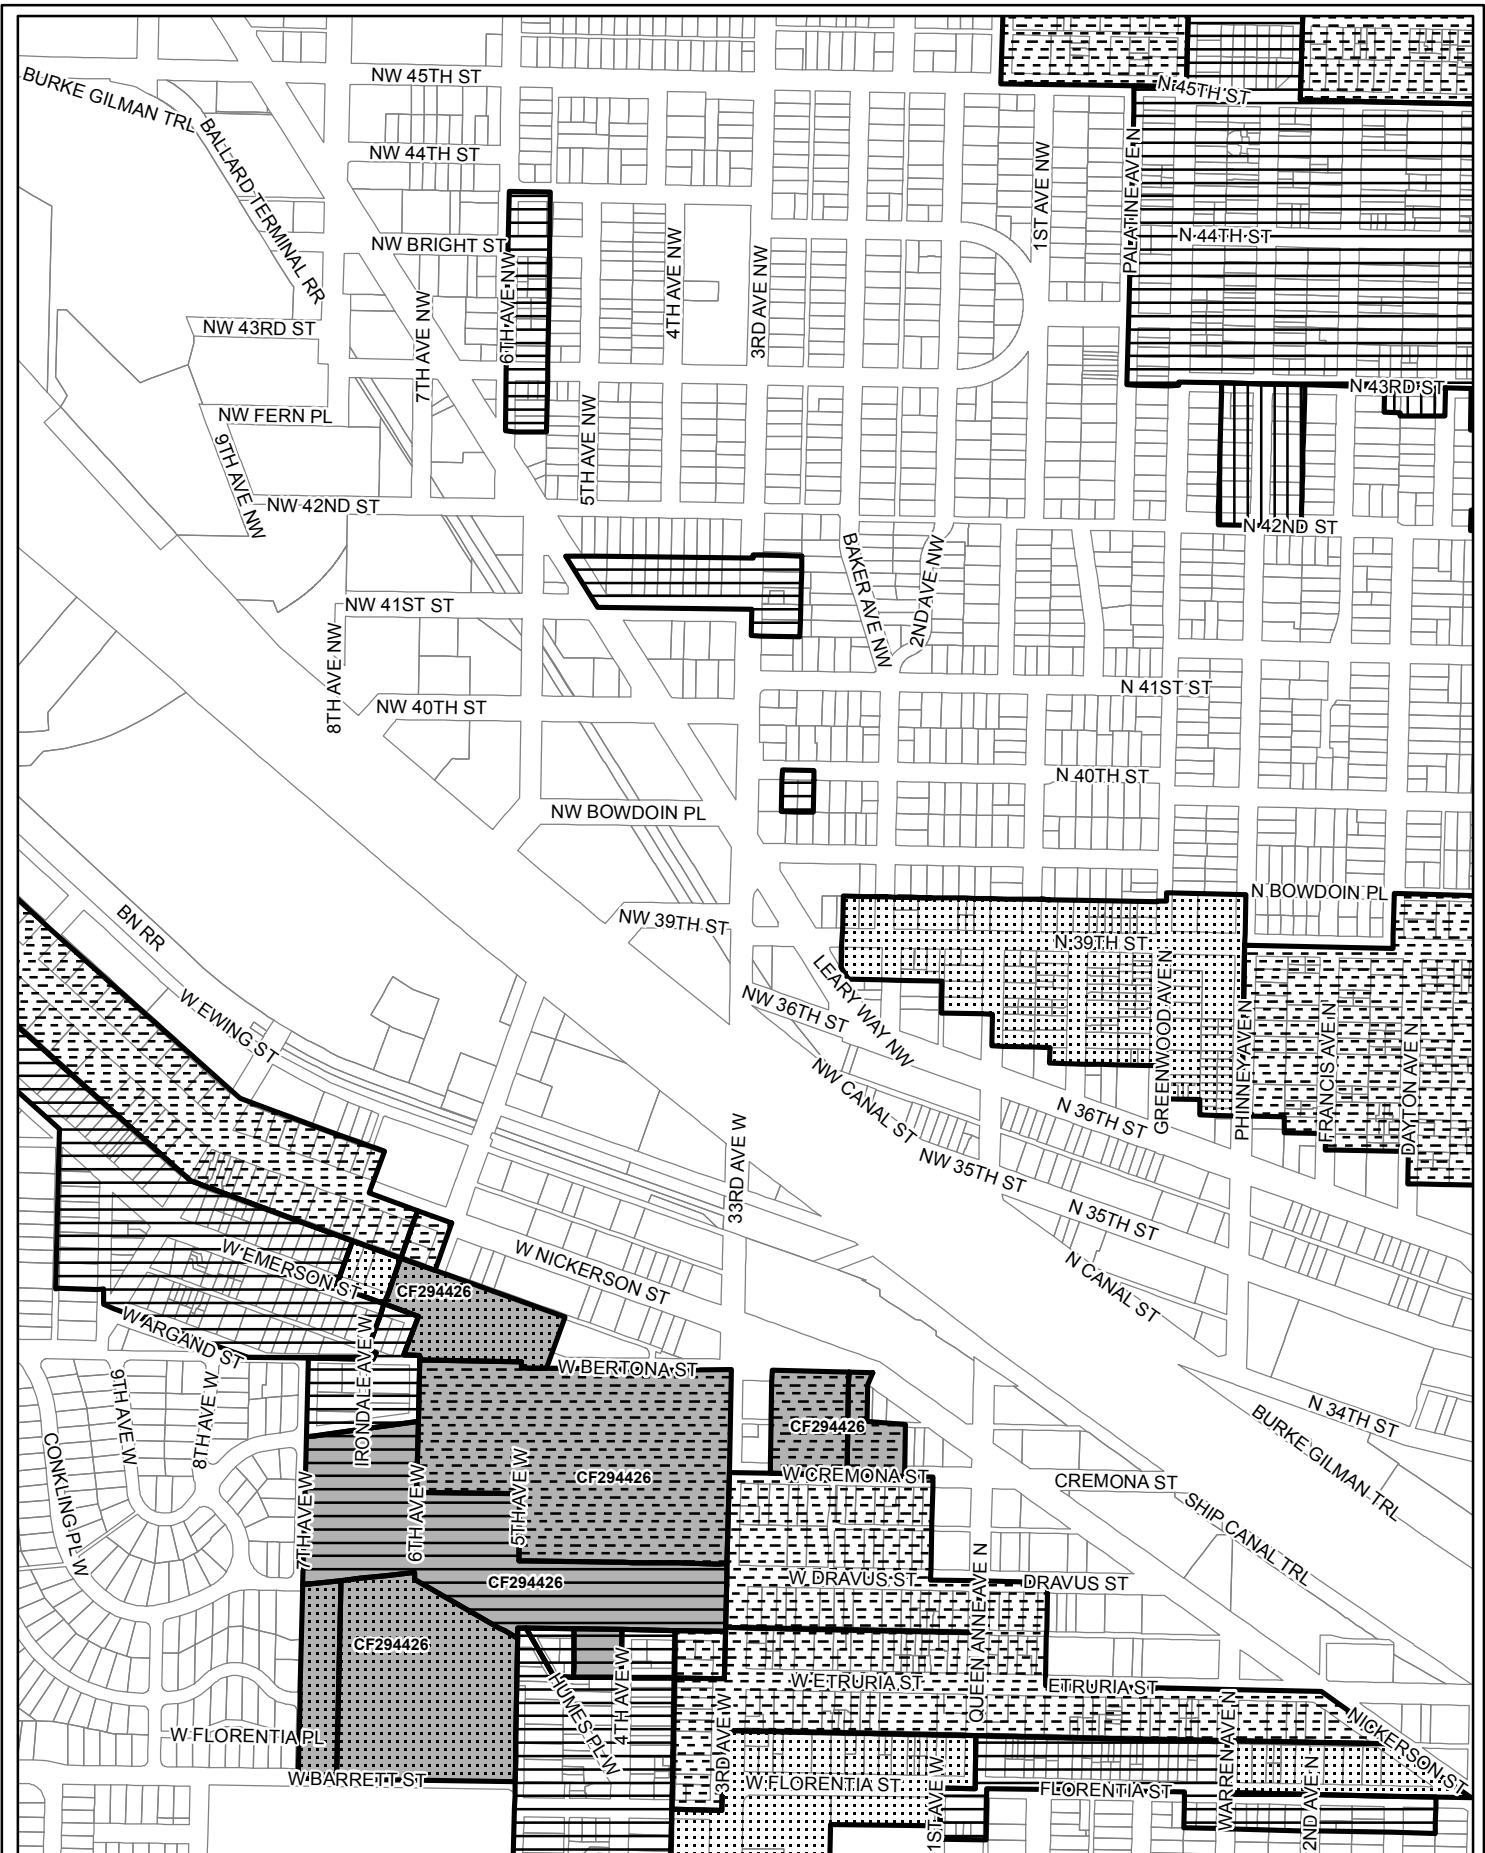 NW 45TH ST
BURKE GILMAN TRL
N 45TH ST
BALLARD TERMINAL RR
NW 44TH ST
PALATINE AVE N
1ST AVE NW
NW BRIGHT ST
N 44TH ST
6TH AVE NW
4TH AVE NW
3RD AVE NW
7TH AVE NW
NW 43RD ST
N 43RD ST
NW FERN PL
5TH AVE NW
9TH AVE NW
NW 42ND ST
N 42ND ST
BAKER AVE NW
2ND AVE NW
NW 41ST ST
8TH AVE NW
N 41ST ST
NW 40TH ST
N 40TH ST
NW BOWDOIN PL
N BOWDOIN PL
BN RR
NW 39TH ST
N 39TH ST
LEARY WAY NW
GREENWOOD AVE N
NW 36TH ST
W EWING ST
PHINNEY AVE N
FRANCIS AVE N
DAYTON AVE N
NW CANAL ST
N 36TH ST
33RD AVE W
NW 35TH ST
N 35TH ST
W EMERSON ST
W NICKERSON ST
N CANAL ST
CF294426
W ARGAND ST
IRONDALE AVE W
W BERTONA ST
9TH AVE W
8TH AVE W
N 34TH ST
CF294426
BURKE GILMAN TRL
CONKLING PL W
7TH AVE W
6TH AVE W
5TH AVE W
CF294426
W CREMONA ST
CREMONA ST
SHIP CANAL TRL
CF294426
W DRAVUS ST
DRAVUS ST
QUEEN ANNE AVE N
CF294426
HUMES PL W
4TH AVE W
W ETRURIA ST
ETRURIA ST
3RD AVE W
WARREN AVE N
NICKERSON ST
W FLORENTIA PL
W BARRETT ST
W FLORENTIA ST
FLORENTIA ST
1ST AVE W
2ND AVE N